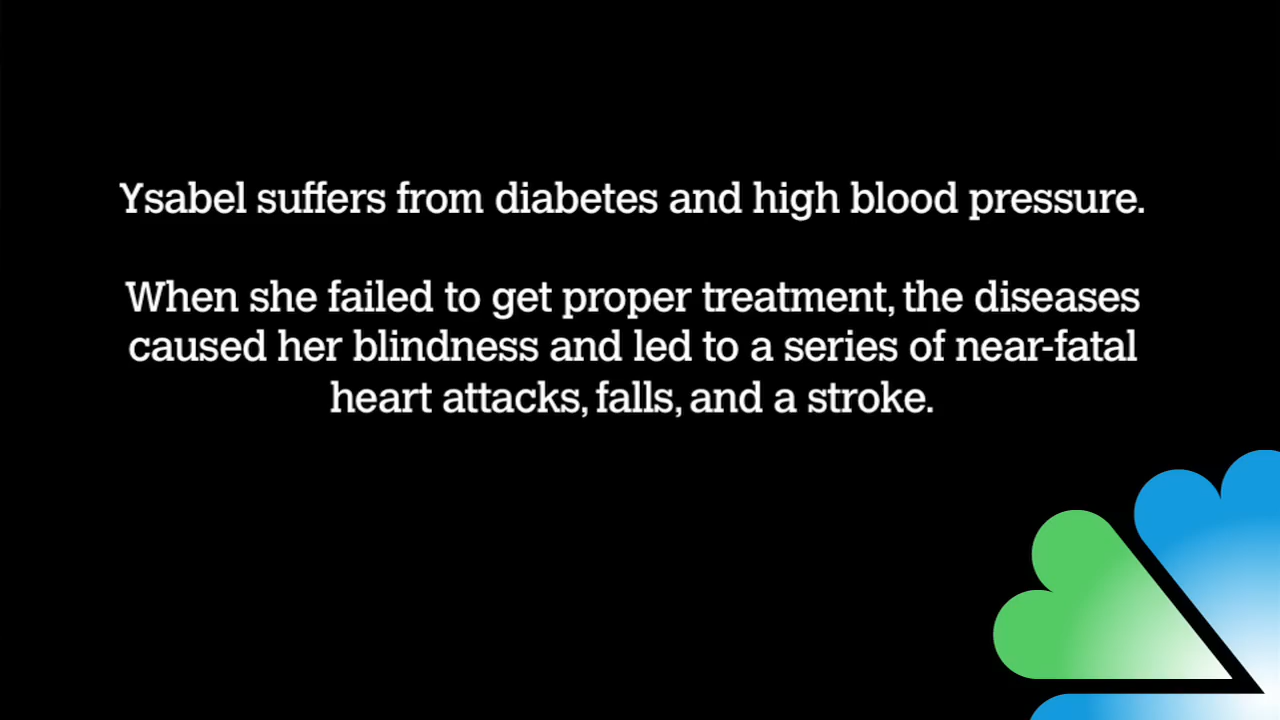 Ysabel suffers from diabetes and high blood pressure.
When she failed to get proper treatment, the diseases
caused her blindness and led to a series of near-fatal
heart attacks, falls, and a stroke.